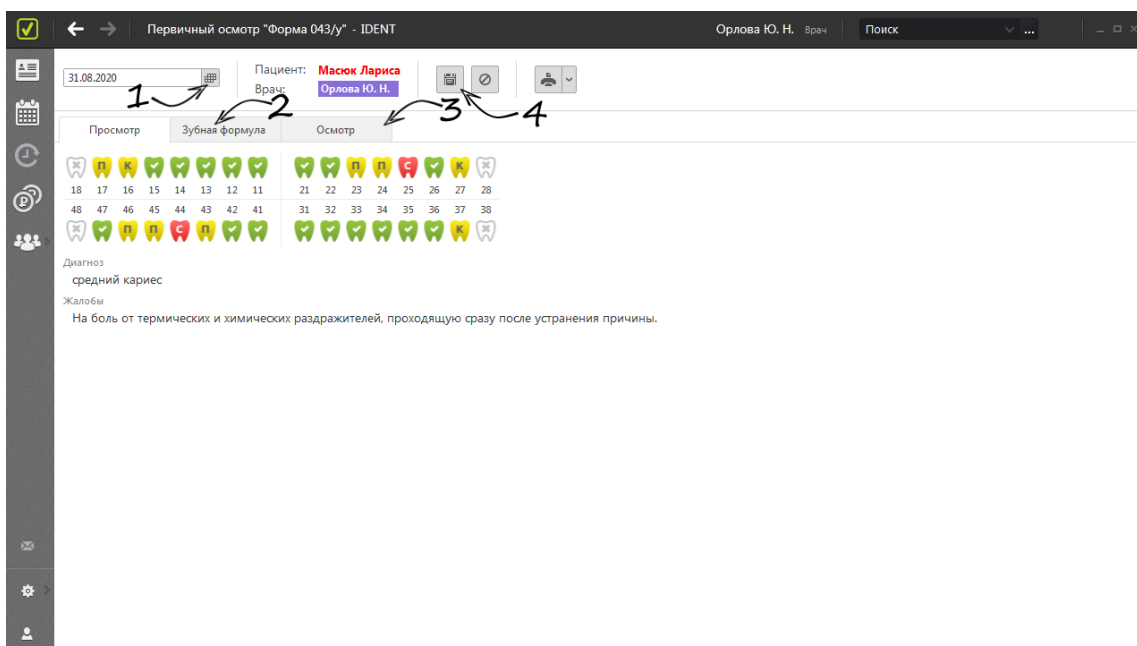 Первичный осмотр "Форма 043/у" - IDENT
Орлова Ю. Н. Врач
Поиск
...
31.08.2020
Пациент: Масюк Лариса
Врач: Орлова Ю. Н.
1 2 3 4
Просмотр Зубная формула Осмотр
П К П П С К
18 17 16 15 14 13 12 11 21 22 23 24 25 26 27 28
48 47 46 45 44 43 42 41 31 32 33 34 35 36 37 38
П П С П К
Диагноз
средний кариес
Жалобы
На боль от термических и химических раздражителей, проходящую сразу после устранения причины.